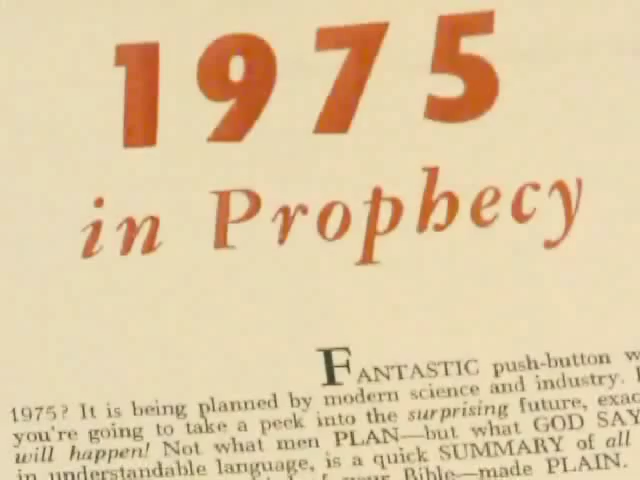 1975
in Prophecy
FANTASTIC push-button
1975? It is being planned by modern science and industry.
you're going to take a peek into the surprising future,
will happen! Not what men PLAN—but what GOD SAY
in understandable language, is a quick SUMMARY of all
your Bible—made PLAIN.